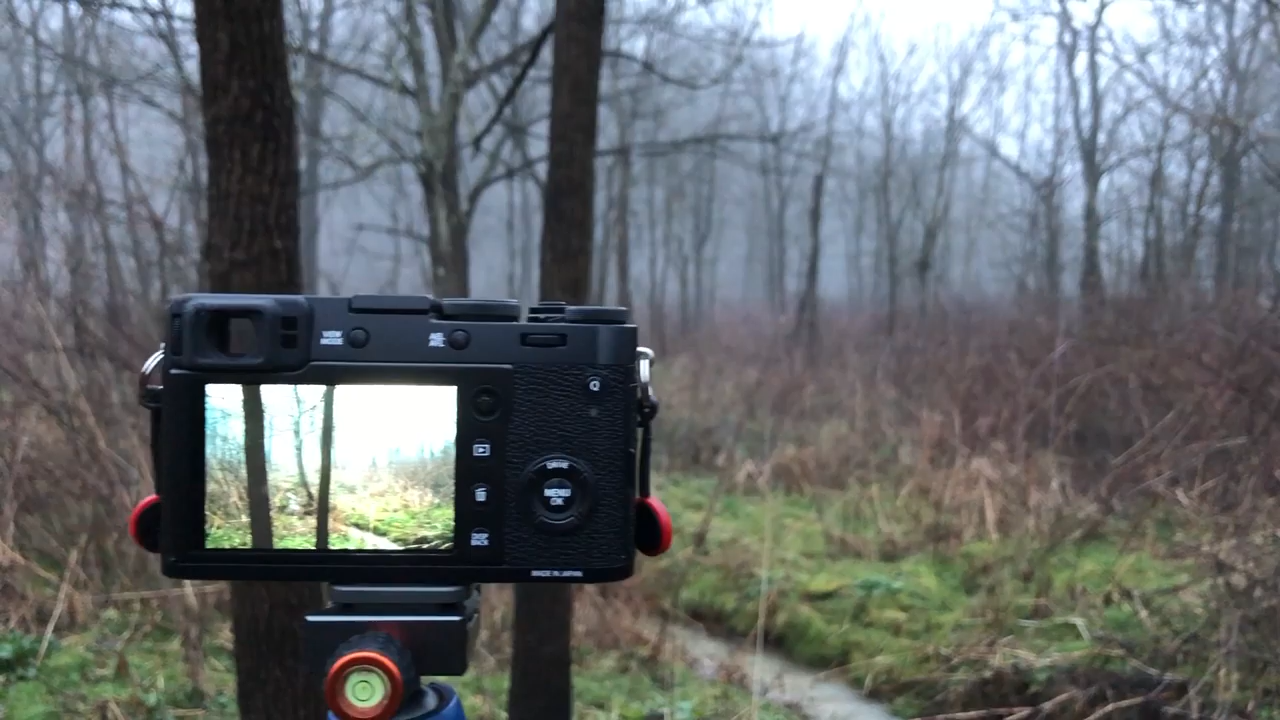 VIEW
MODE
AEL
AFL
Q
DRIVE
MENU
OK
DISP
BACK
MADE IN JAPAN